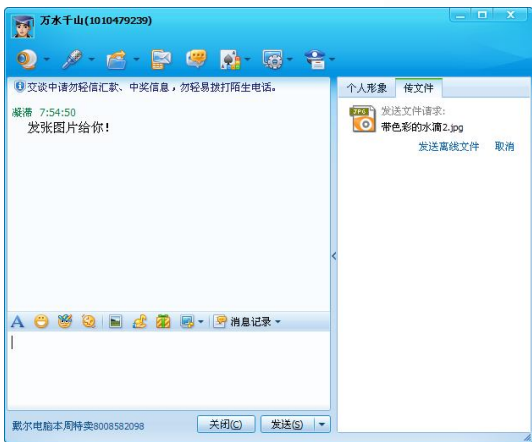 万水千山(1010479239)
交谈中请勿轻信汇款、中奖信息,勿轻易拨打陌生电话。
凝滞 7:54:50
发张图片给你!
个人形象 传文件
JPG
发送文件请求:
带色彩的水滴2.jpg
发送离线文件 取消
消息记录
戴尔电脑本周特卖8008582098
关闭(C) 发送(S)